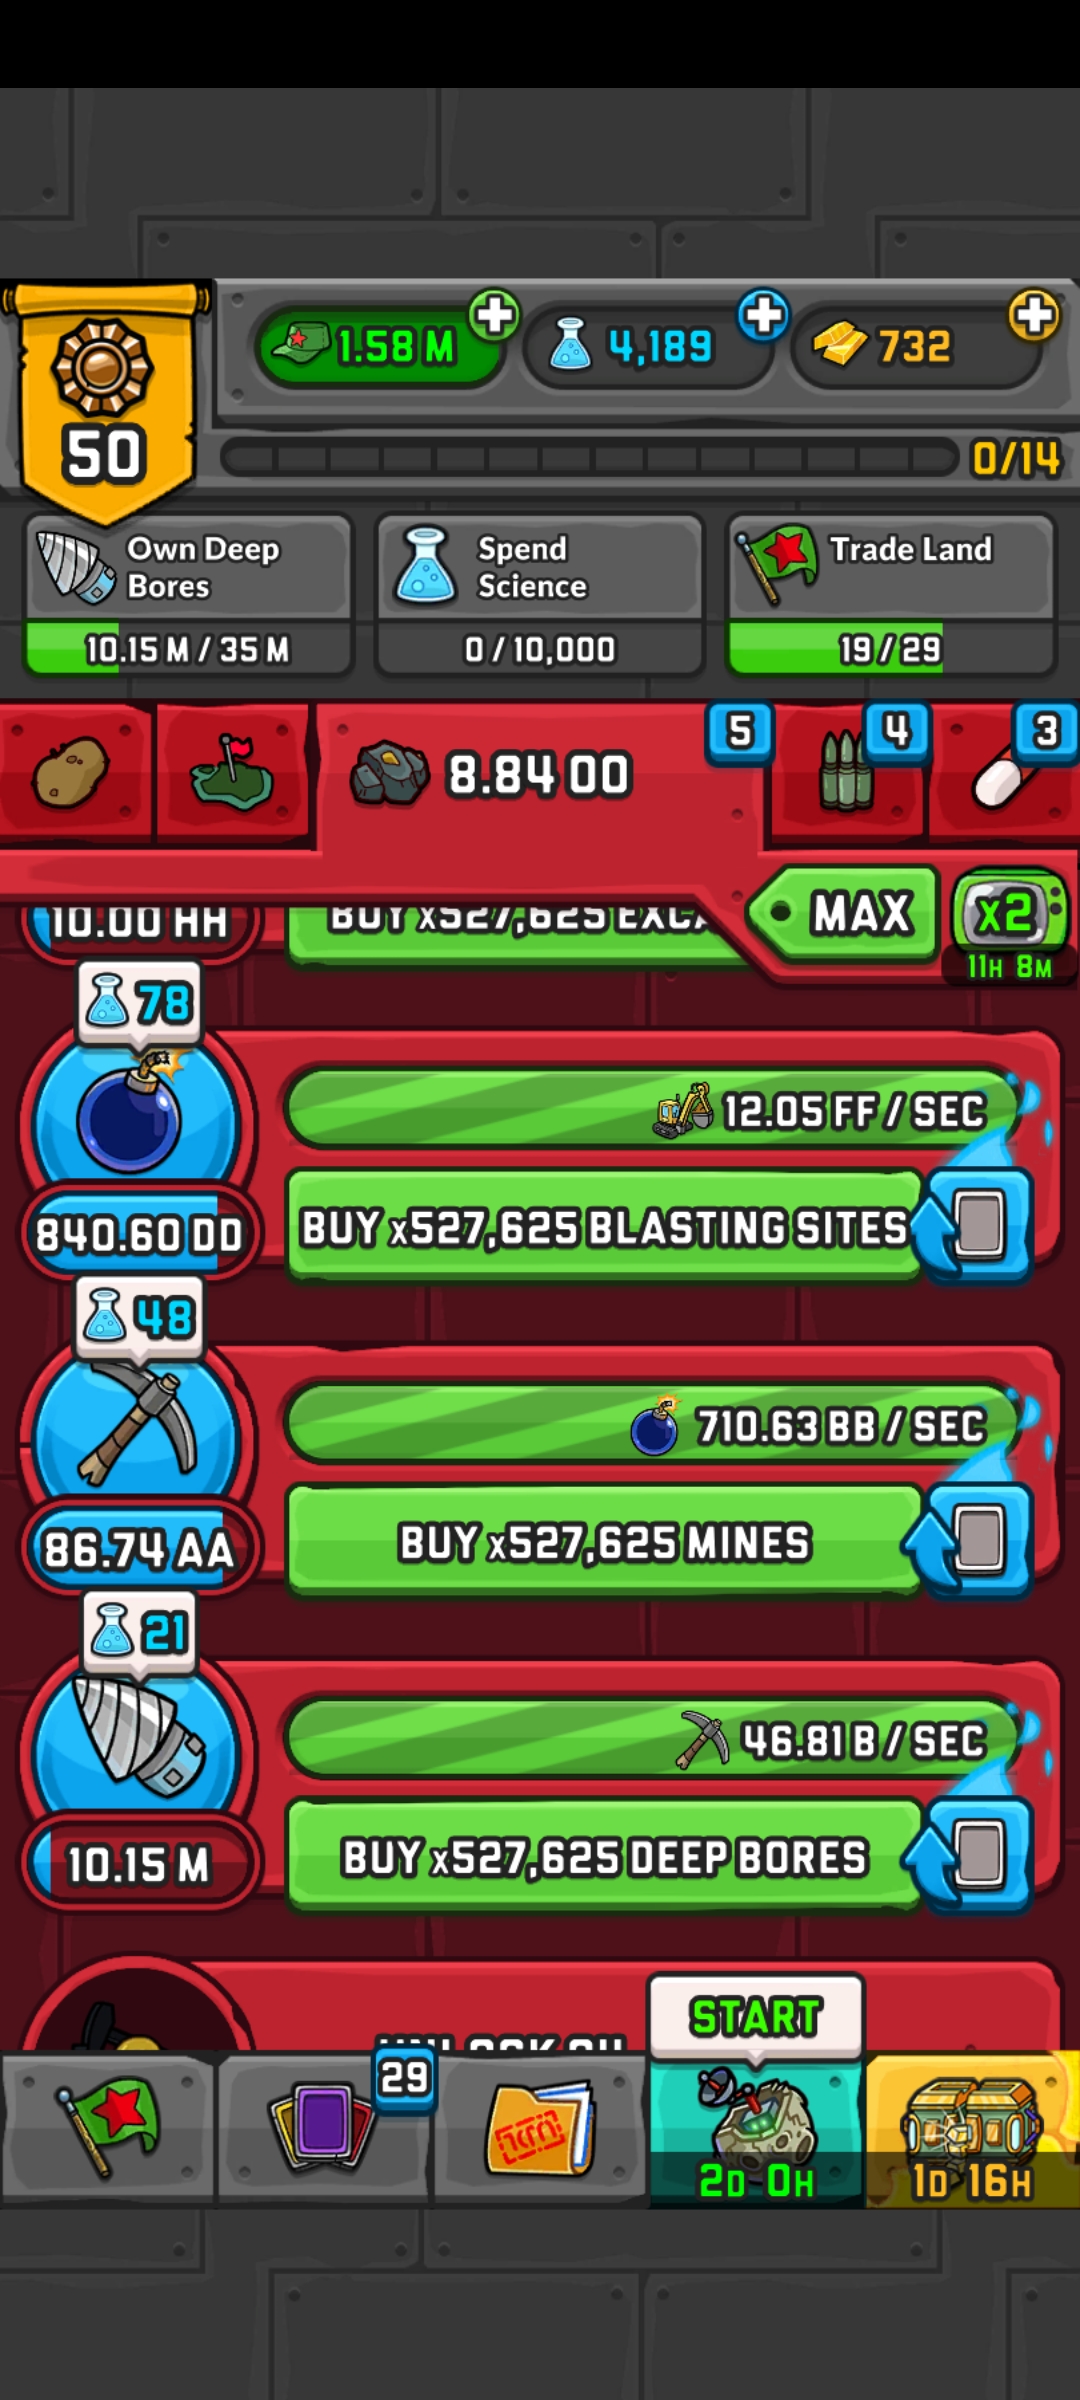 1.58 M
4,189
732
50
0/14
Own Deep Bores
10.15 M / 35 M
Spend Science
0 / 10,000
Trade Land
19 / 29
8.84 OO
5
4
3
10.00 HH
BUY x527,625
MAX
x2
11H 8M
78
12.05 FF / SEC
840.60 DD
BUY x527,625 BLASTING SITES
48
710.63 BB / SEC
86.74 AA
BUY x527,625 MINES
21
46.81 B / SEC
10.15 M
BUY x527,625 DEEP BORES
START
29
2D 0H
1D 16H